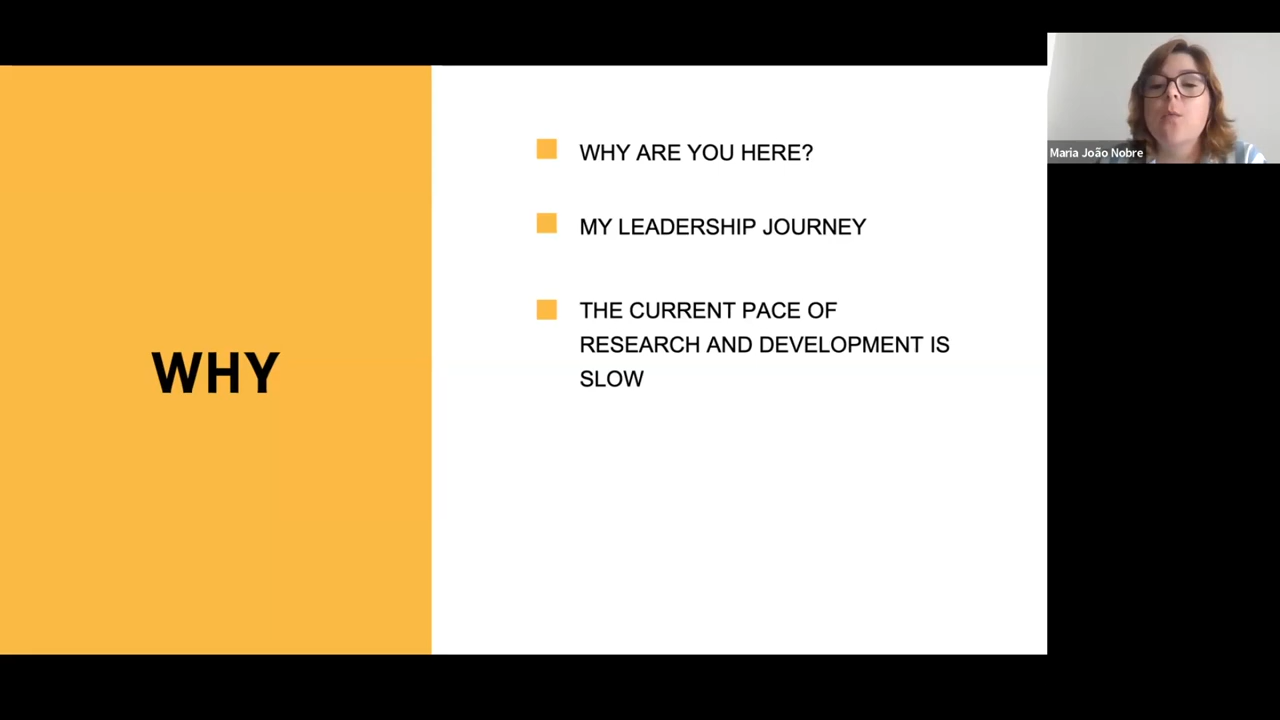 WHY
WHY ARE YOU HERE?
MY LEADERSHIP JOURNEY
THE CURRENT PACE OF
RESEARCH AND DEVELOPMENT IS
SLOW
Maria João Nobre